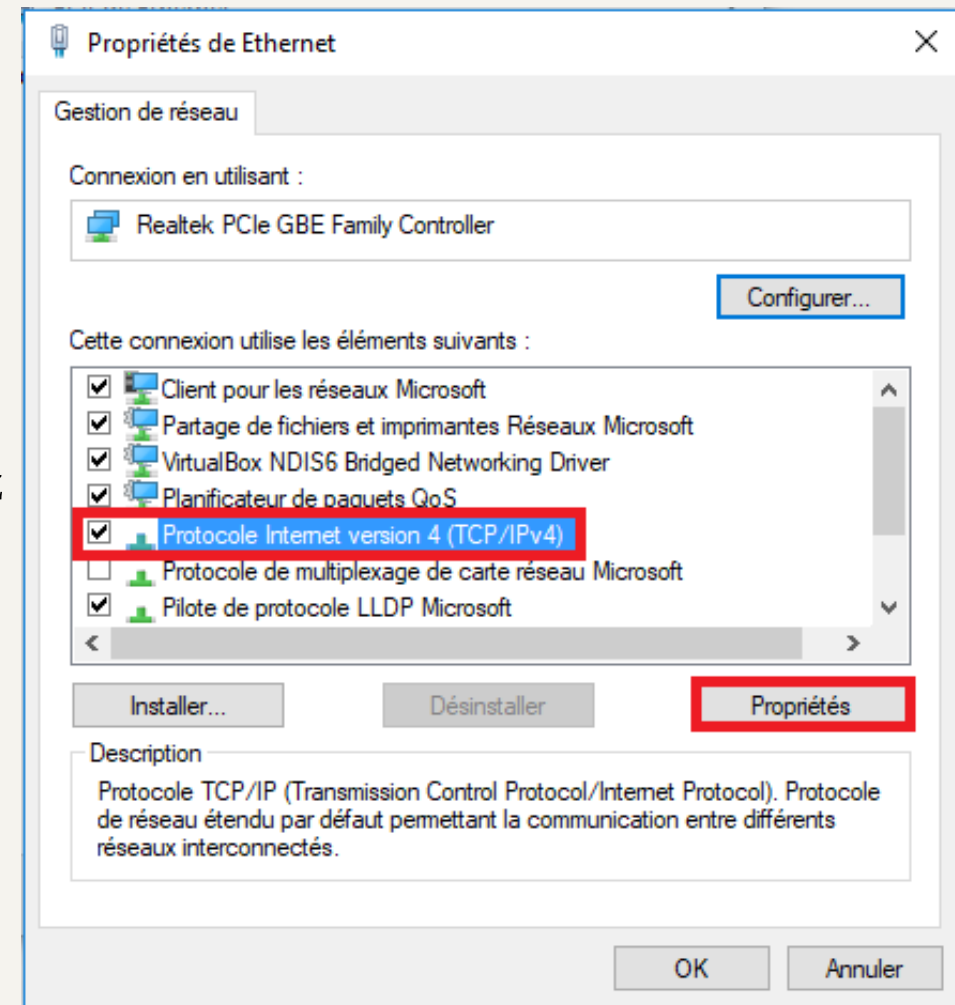 Propriétés de Ethernet
Gestion de réseau
Connexion en utilisant :
Realtek PCIe GBE Family Controller
Configurer...
Cette connexion utilise les éléments suivants :
Client pour les réseaux Microsoft
Partage de fichiers et imprimantes Réseaux Microsoft
VirtualBox NDIS6 Bridged Networking Driver
Planificateur de paquets QoS
Protocole Internet version 4 (TCP/IPv4)
Protocole de multiplexage de carte réseau Microsoft
Pilote de protocole LLDP Microsoft
Installer...
Désinstaller
Propriétés
Description
Protocole TCP/IP (Transmission Control Protocol/Internet Protocol). Protocole
de réseau étendu par défaut permettant la communication entre différents
réseaux interconnectés.
OK
Annuler